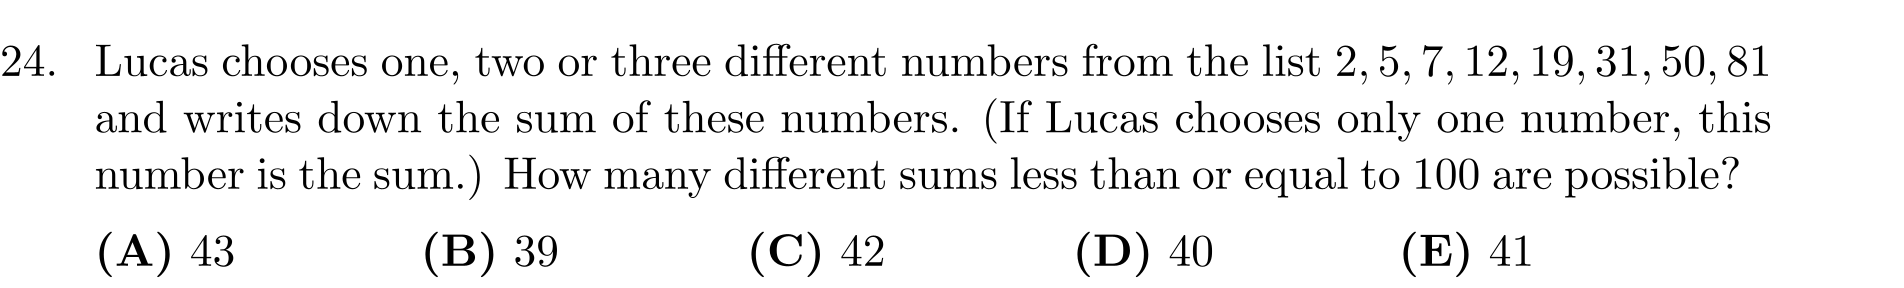 24. Lucas chooses one, two or three different numbers from the list 2, 5, 7, 12, 19, 31, 50, 81
and writes down the sum of these numbers. (If Lucas chooses only one number, this
number is the sum.) How many different sums less than or equal to 100 are possible?
(A) 43 (B) 39 (C) 42 (D) 40 (E) 41